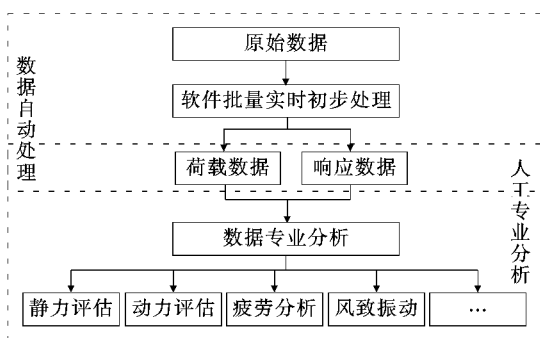 原始数据
数据自动处理
软件批量实时初步处理
荷载数据
响应数据
人工专业分析
数据专业分析
静力评估
动力评估
疲劳分析
风致振动
…